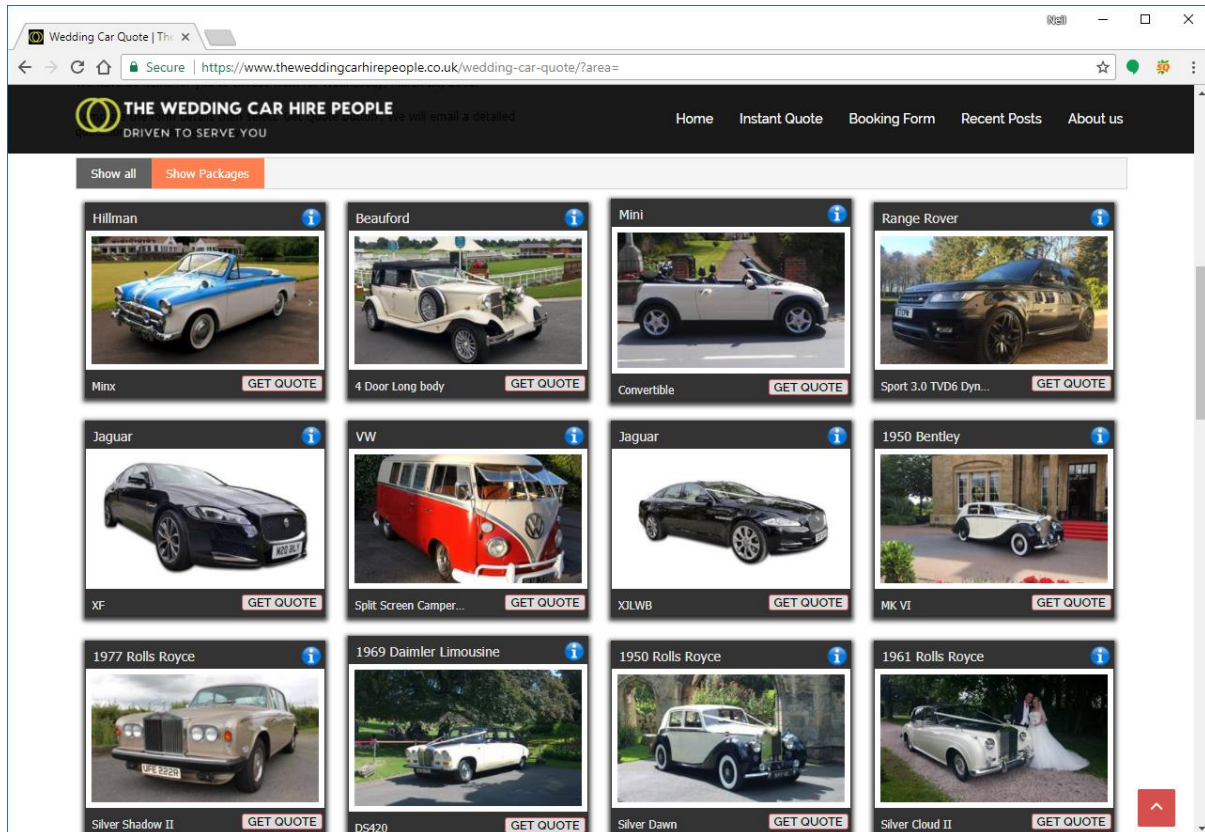 Neil
Wedding Car Quote | The
Secure | https://www.theweddingcarhirepeople.co.uk/wedding-car-quote/?area=
THE WEDDING CAR HIRE PEOPLE
DRIVEN TO SERVE YOU
Home Instant Quote Booking Form Recent Posts About us
Show all Show Packages
Hillman Beauford Mini Range Rover
Minx GET QUOTE 4 Door Long body GET QUOTE Convertible GET QUOTE Sport 3.0 TVD6 Dyn... GET QUOTE
Jaguar VW Jaguar 1950 Bentley
XF GET QUOTE Split Screen Camper... GET QUOTE XJLWB GET QUOTE MK VI GET QUOTE
1977 Rolls Royce 1969 Daimler Limousine 1950 Rolls Royce 1961 Rolls Royce
UFE 222R
Silver Shadow II GET QUOTE DS420 GET QUOTE Silver Dawn GET QUOTE Silver Cloud II GET QUOTE